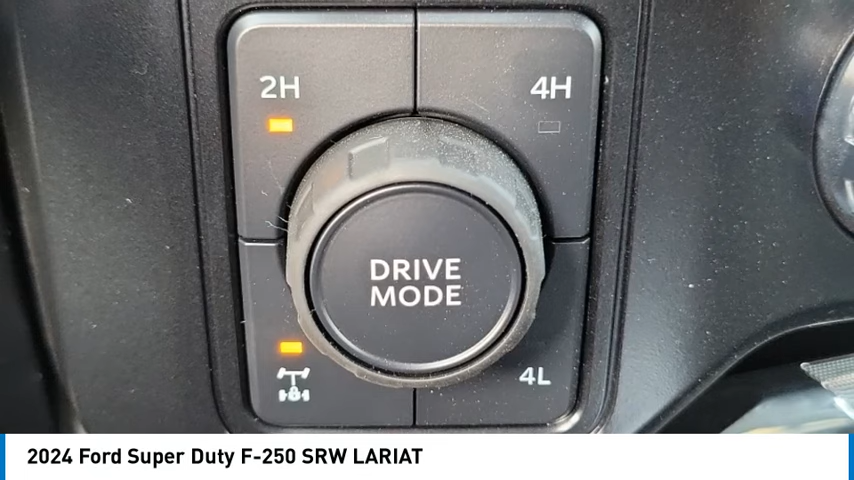 2H
4H
DRIVE
MODE
4L
2024 Ford Super Duty F-250 SRW LARIAT